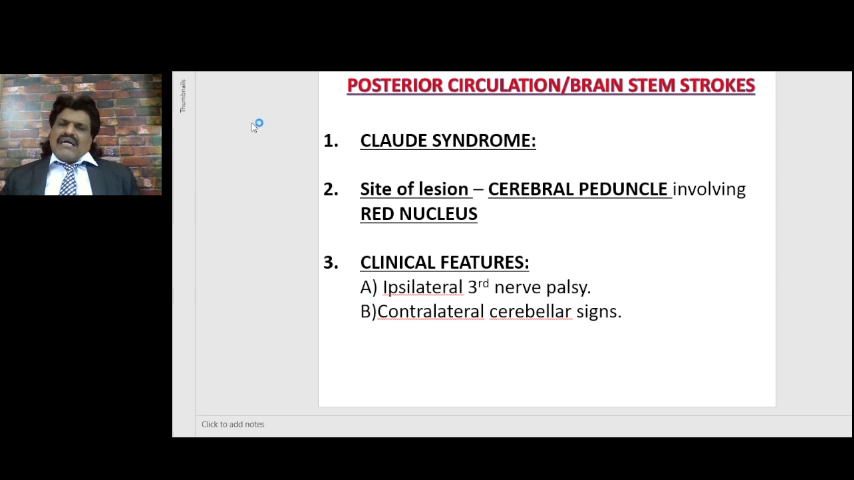 Thumbnails
POSTERIOR CIRCULATION/BRAIN STEM STROKES
1. CLAUDE SYNDROME:
2. Site of lesion – CEREBRAL PEDUNCLE involving
RED NUCLEUS
3. CLINICAL FEATURES:
A) Ipsilateral 3rd nerve palsy.
B)Contralateral cerebellar signs.
Click to add notes